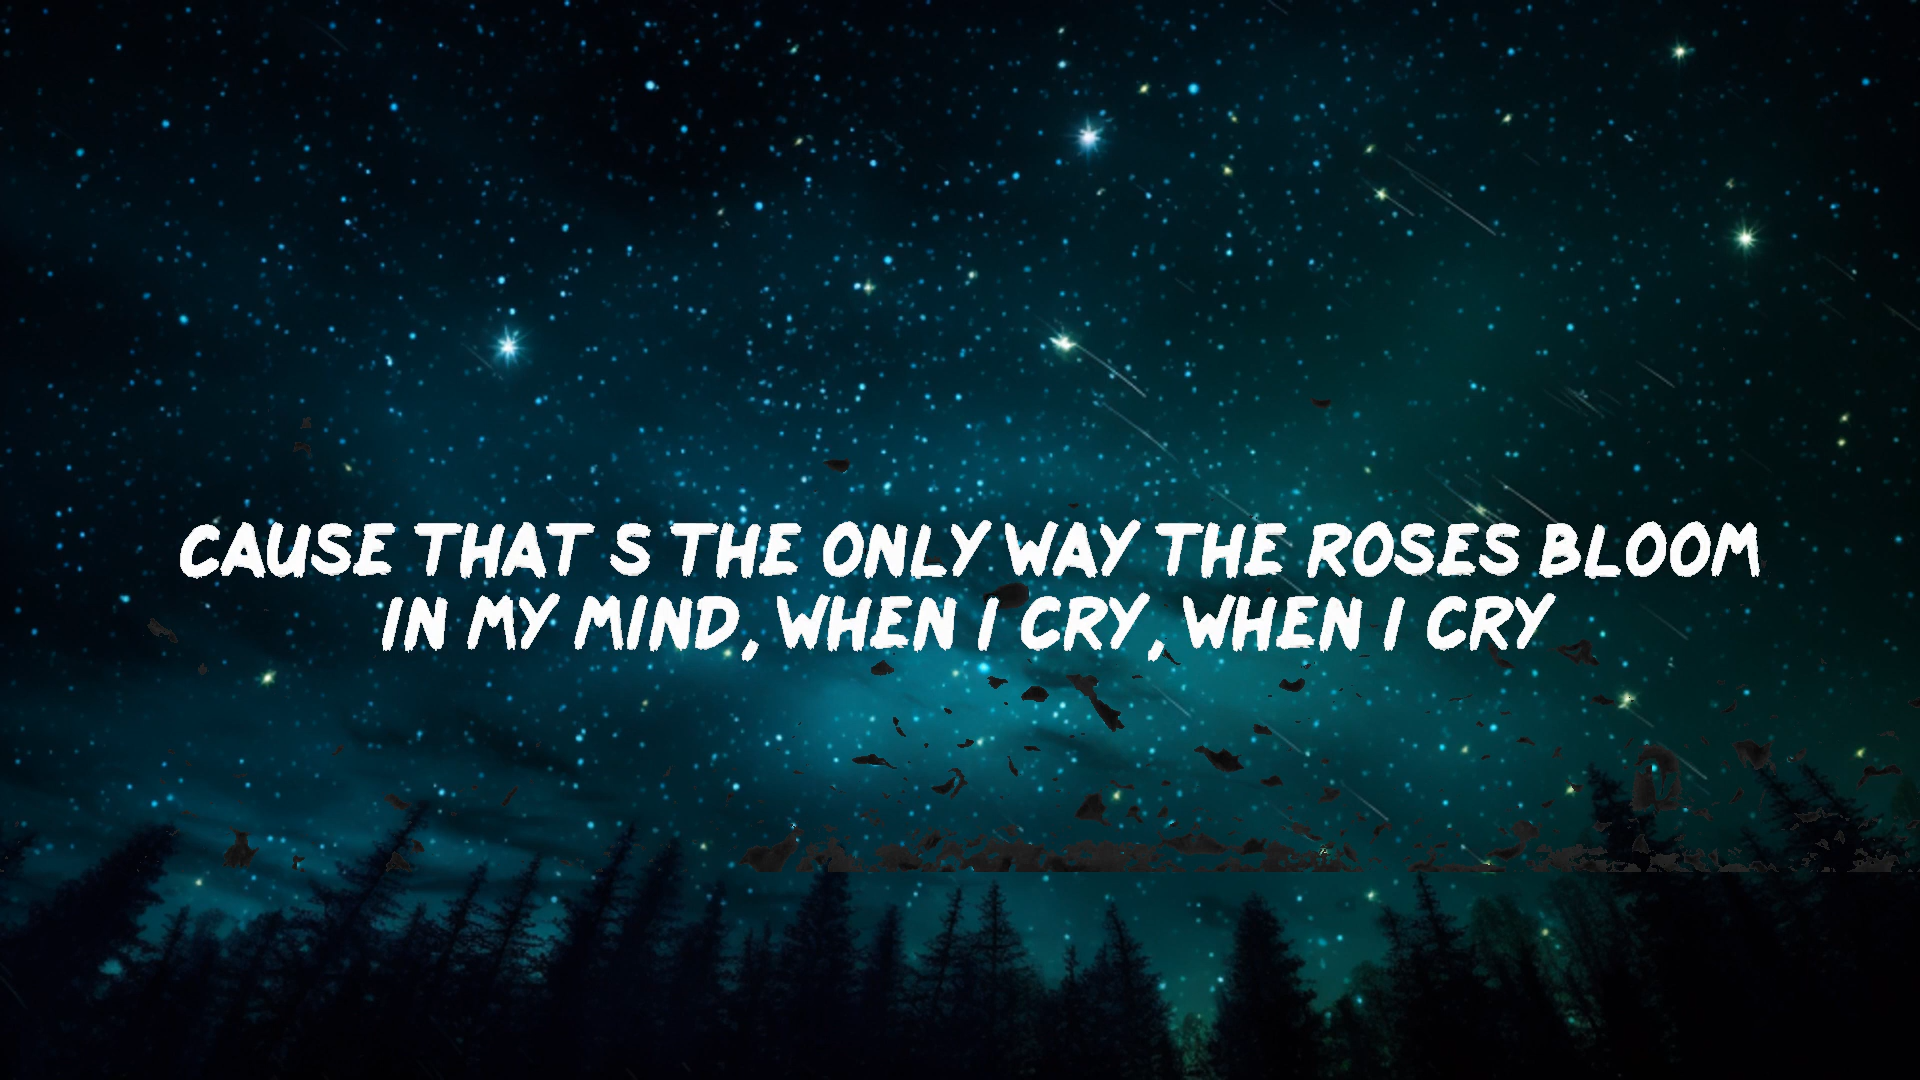 CAUSE THAT S THE ONLY WAY THE ROSES BLOOM
IN MY MIND, WHEN I CRY, WHEN I CRY